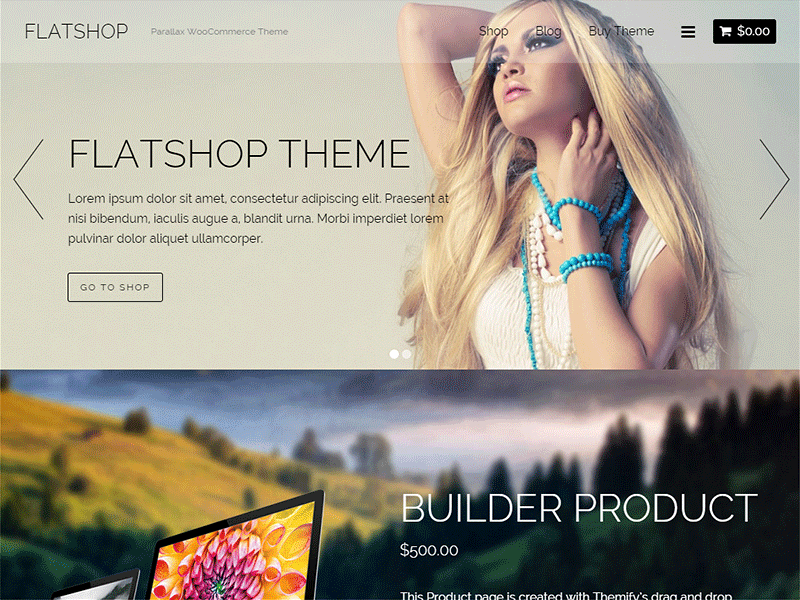 FLATSHOP
Parallax WooCommerce Theme
Shop
Blog
Buy Theme
$0.00
FLATSHOP THEME
Lorem ipsum dolor sit amet, consectetur adipiscing elit. Praesent at
nisi bibendum, iaculis augue a, blandit urna. Morbi imperdiet lorem
pulvinar dolor aliquet ullamcorper.
GO TO SHOP
BUILDER PRODUCT
$500.00
This Product page is created with Themify's drag and drop